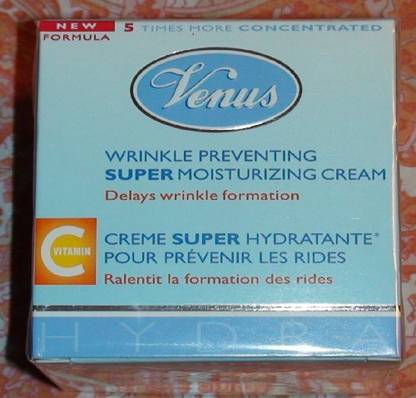 NEW
FORMULA
5 TIMES MORE CONCENTRATED
Venus
WRINKLE PREVENTING
SUPER MOISTURIZING CREAM
Delays wrinkle formation
C VITAMIN
CREME SUPER HYDRATANTE*
POUR PRÉVENIR LES RIDES
Ralentit la formation des rides
HYDRA